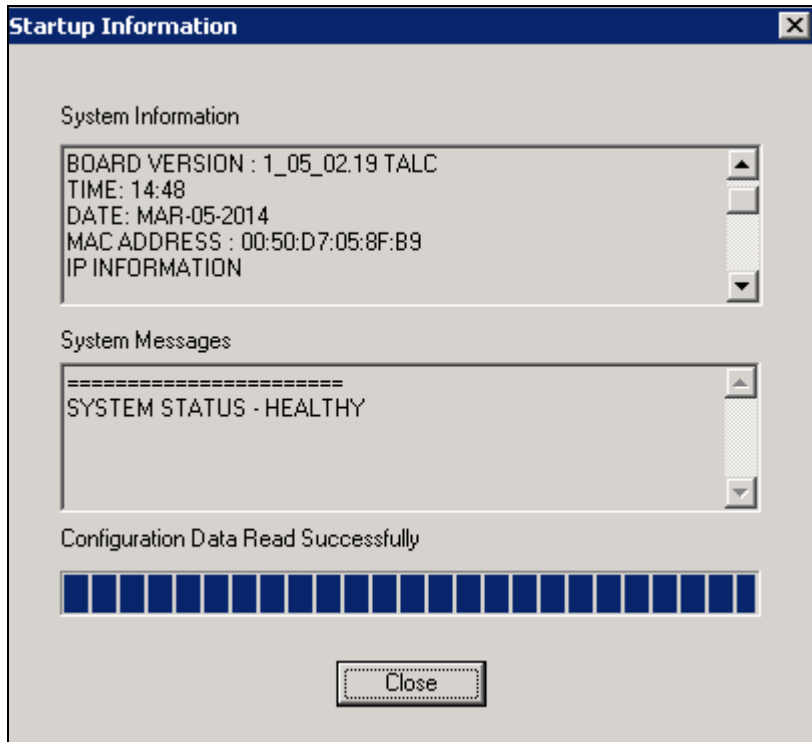 Startup Information
System Information
BOARD VERSION : 1_05_02.19 TALC
TIME: 14:48
DATE: MAR-05-2014
MAC ADDRESS : 00:50:D7:05:8F:B9
IP INFORMATION
System Messages
=======================
SYSTEM STATUS - HEALTHY
Configuration Data Read Successfully
Close